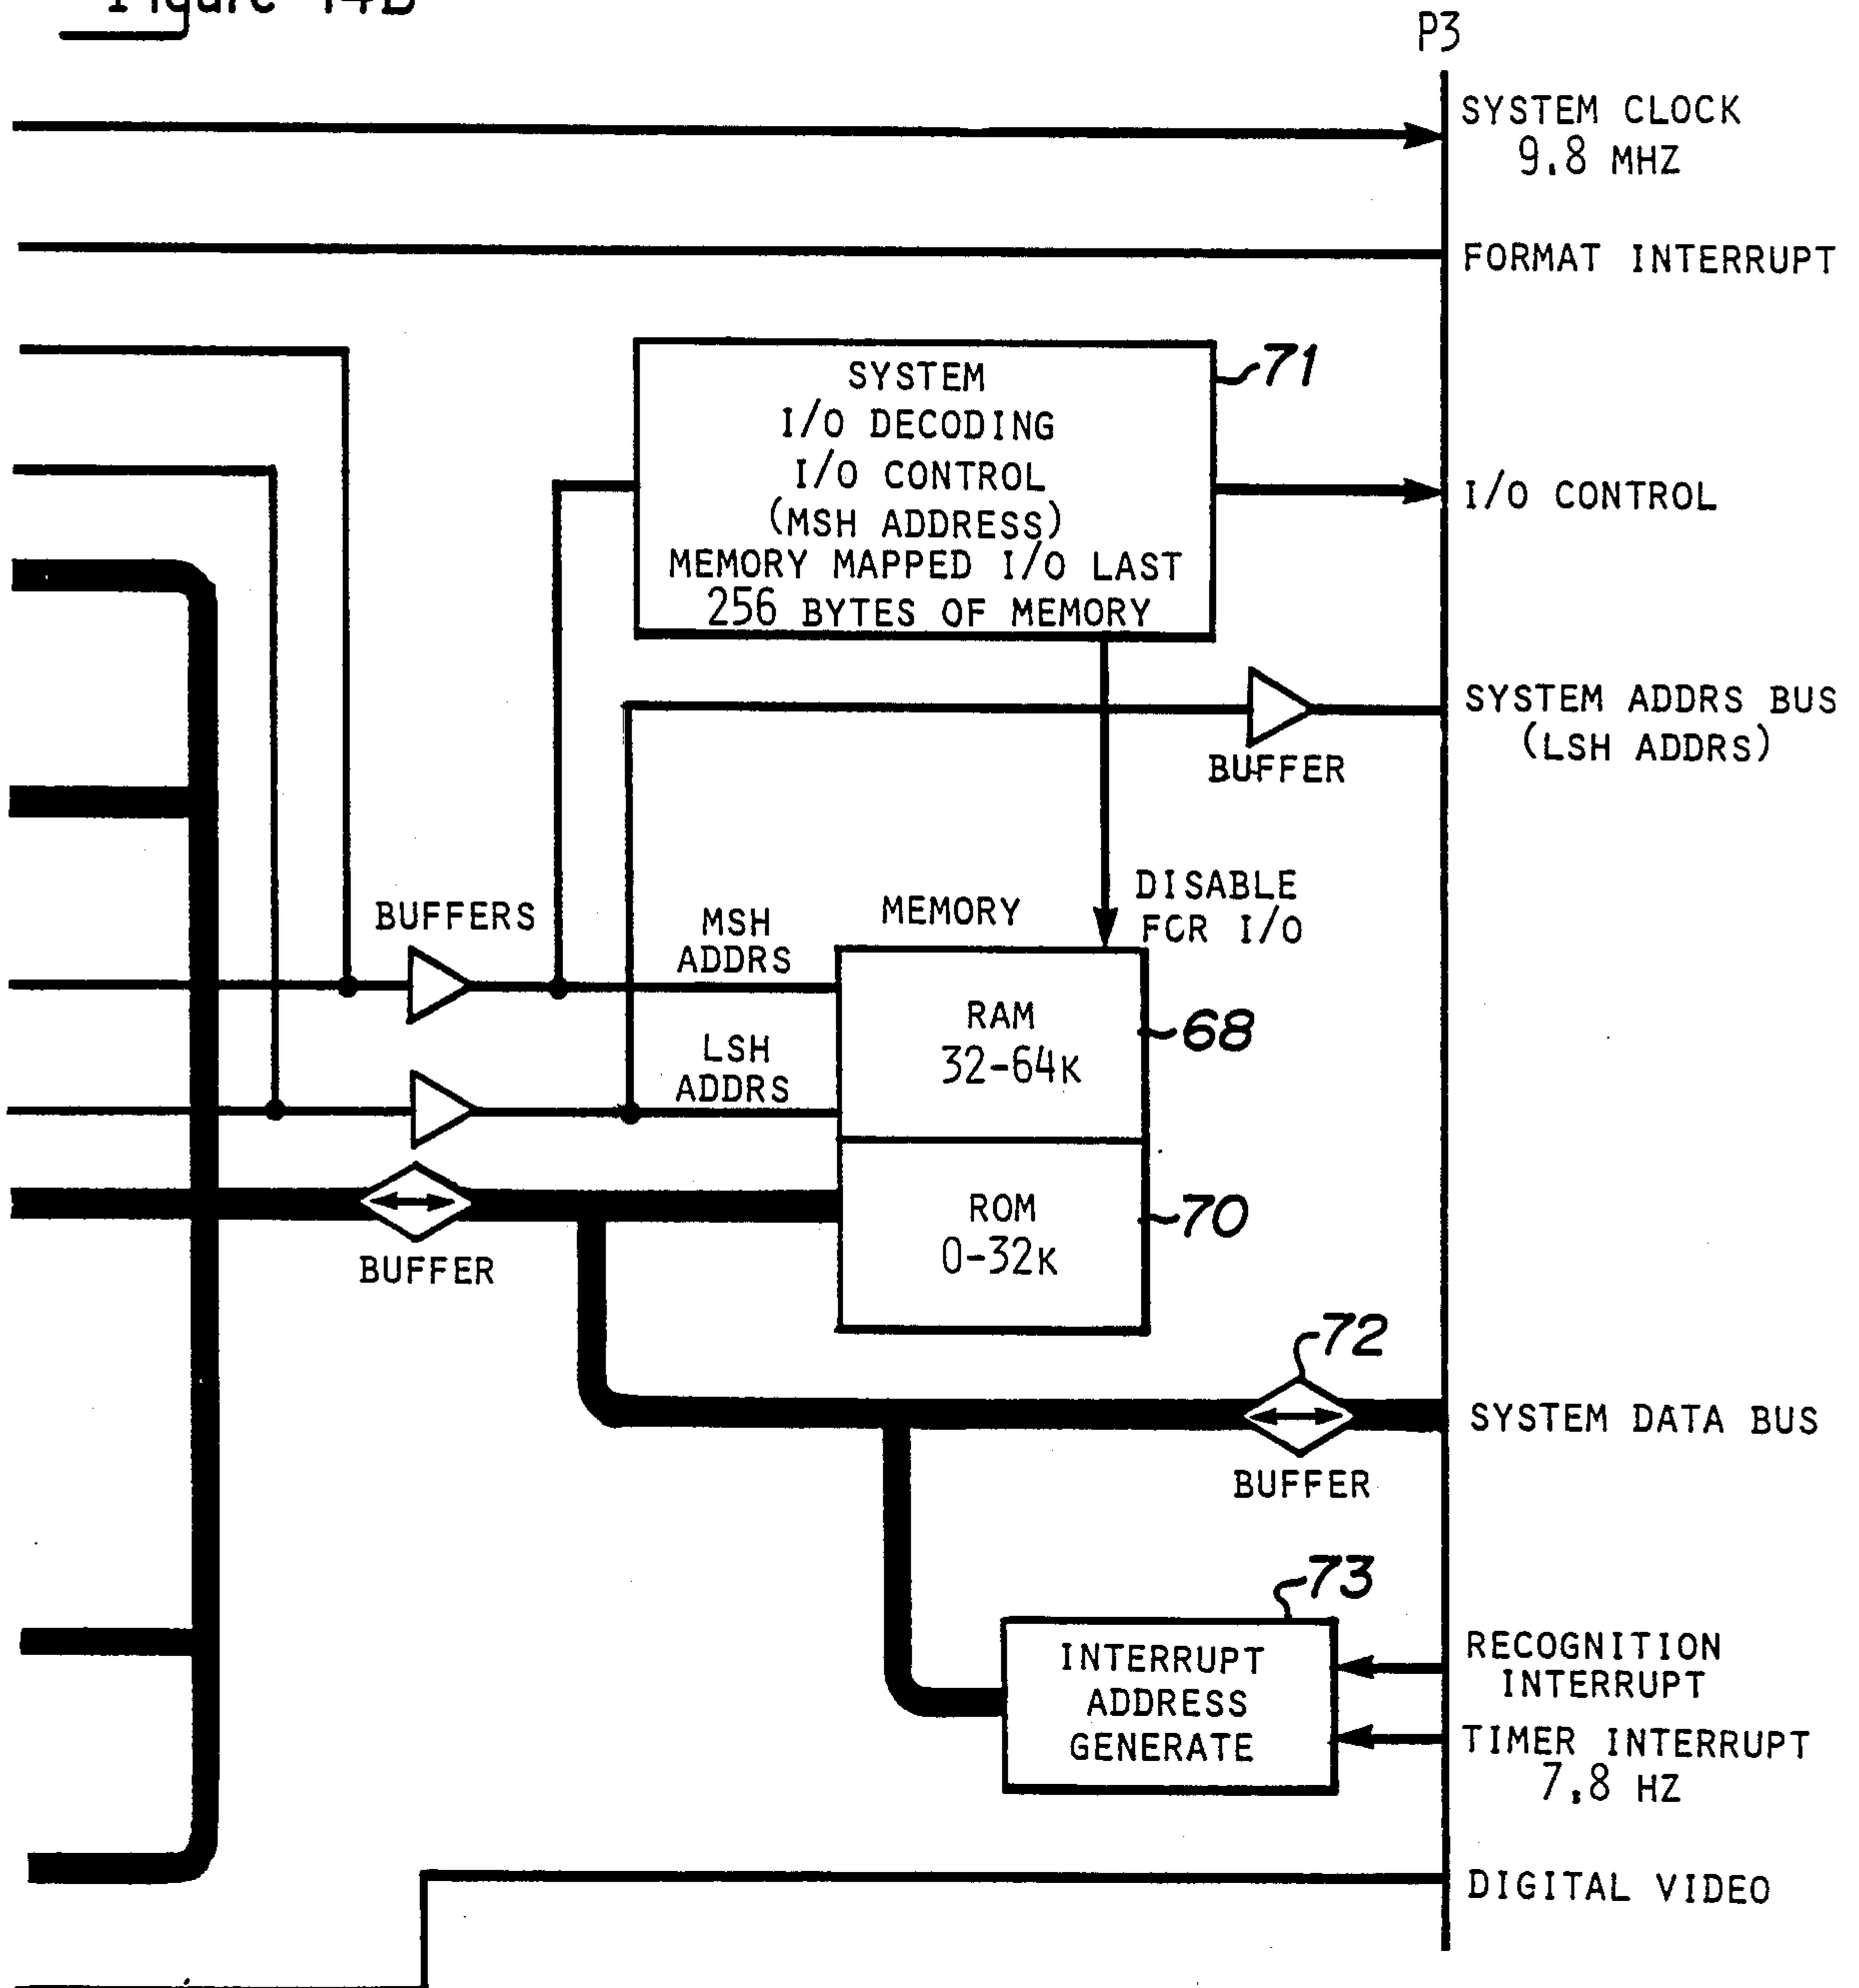 Figure 14B
P3
SYSTEM CLOCK
9.8 MHZ
FORMAT INTERRUPT
71
SYSTEM
I/O DECODING
I/O CONTROL
(MSH ADDRESS)
MEMORY MAPPED I/O LAST
256 BYTES OF MEMORY
I/O CONTROL
SYSTEM ADDRS BUS
(LSH ADDRS)
BUFFER
DISABLE
FOR I/O
MEMORY
BUFFERS
MSH
ADDRS
RAM
32-64K
68
LSH
ADDRS
ROM
0-32K
70
BUFFER
72
SYSTEM DATA BUS
BUFFER
73
INTERRUPT
ADDRESS
GENERATE
RECOGNITION
INTERRUPT
TIMER INTERRUPT
7.8 HZ
DIGITAL VIDEO